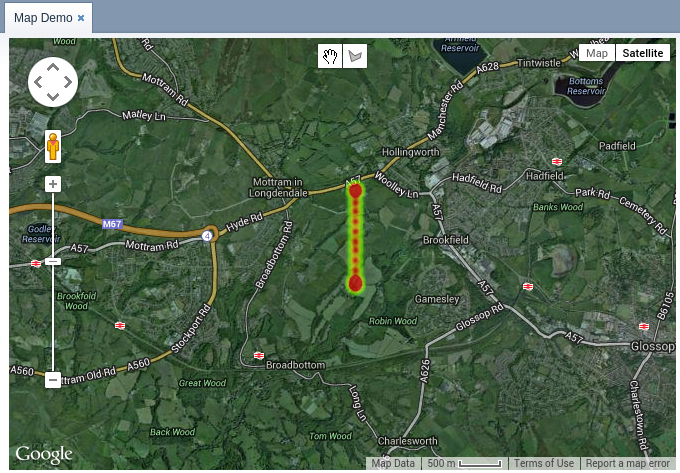 Map Demo ×
Wood
Arnfield
Reservoir
Woolley
Map
Satellite
Tintwistle
A628
Bottoms
Reservoir
Mottram Rd
Matley Ln
Manchester Rd
Hollingworth
Padfield
Mottram in
Longdendale
A57
Woolley Ln
Hadfield Rd
Hadfield
Park Rd
Cemetery Rd
Banks Wood
Hyde Rd
M67
4
A57
Godley
Reservoir
A57
Mottram Rd
Broadbottom Rd
Brookfield
A57
Brookfold
Wood
Stockport Rd
Gamesley
B6105
Robin Wood
Glossop Rd
A57
Glossop
A560
Mottram Old Rd
A560
Broadbottom
A626
Great Wood
Long Ln
Charlestown Rd
Back Wood
Tom Wood
Charlesworth
Google
Map Data
500 m
Terms of Use
Report a map error